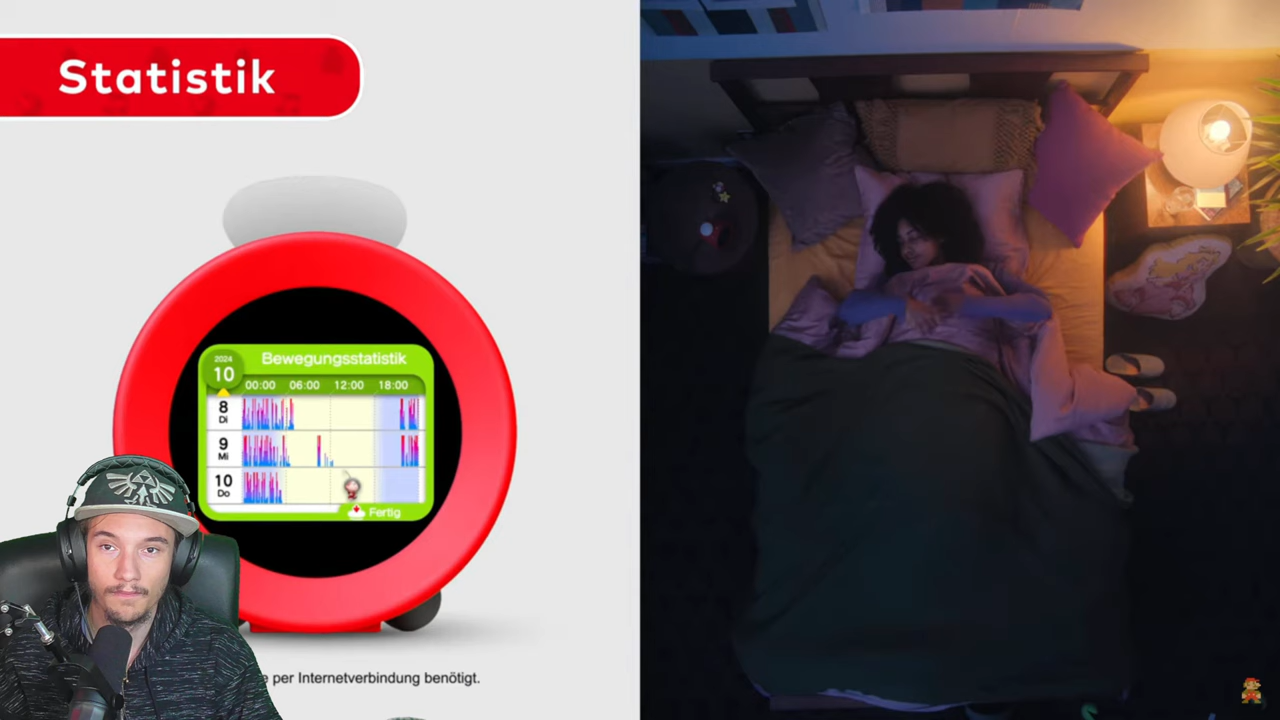 Statistik
2024
10
Bewegungsstatistik
00:00 06:00 12:00 18:00
8
Di
9
Mi
10
Do
Fertig
per Internetverbindung benötigt.